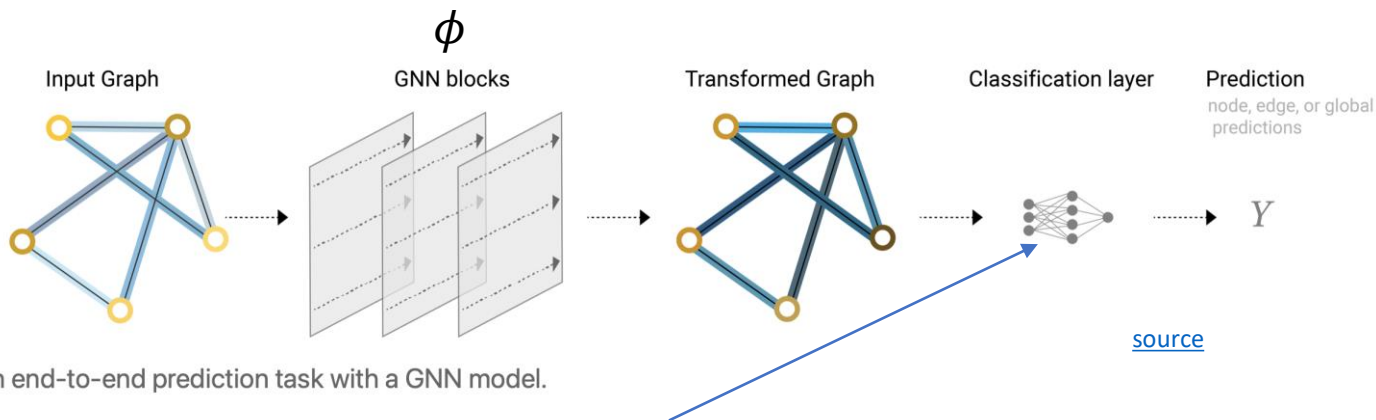 ϕ
Input Graph
GNN blocks
Transformed Graph
Classification layer
Prediction
node, edge, or global
predictions
Y
source
end-to-end prediction task with a GNN model.